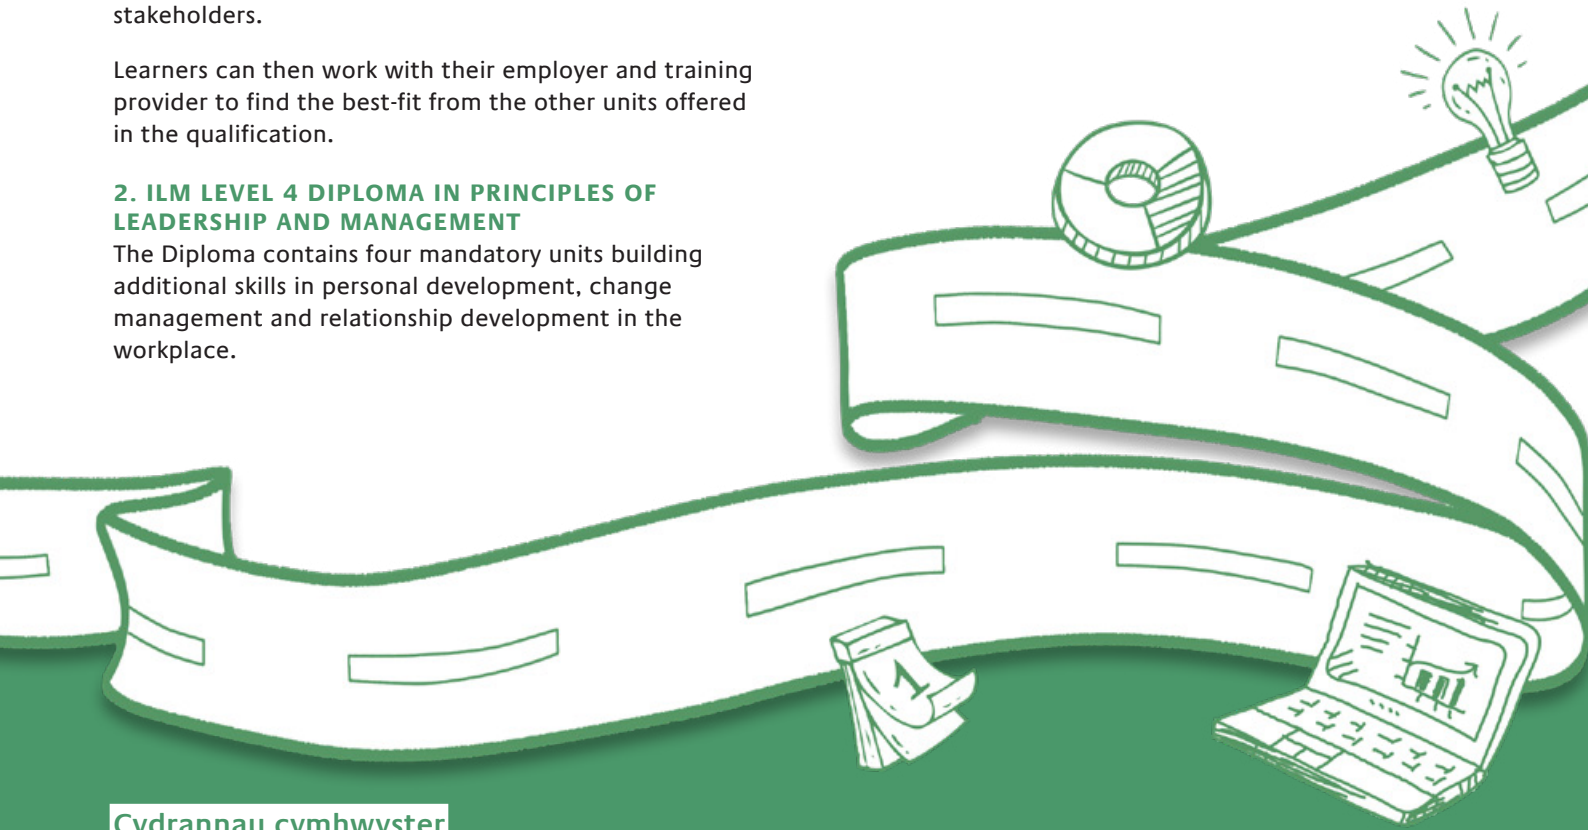 stakeholders.
Learners can then work with their employer and training
provider to find the best-fit from the other units offered
in the qualification.
2. ILM LEVEL 4 DIPLOMA IN PRINCIPLES OF
LEADERSHIP AND MANAGEMENT
The Diploma contains four mandatory units building
additional skills in personal development, change
management and relationship development in the
workplace.
1
Cydrannau cymhwyster